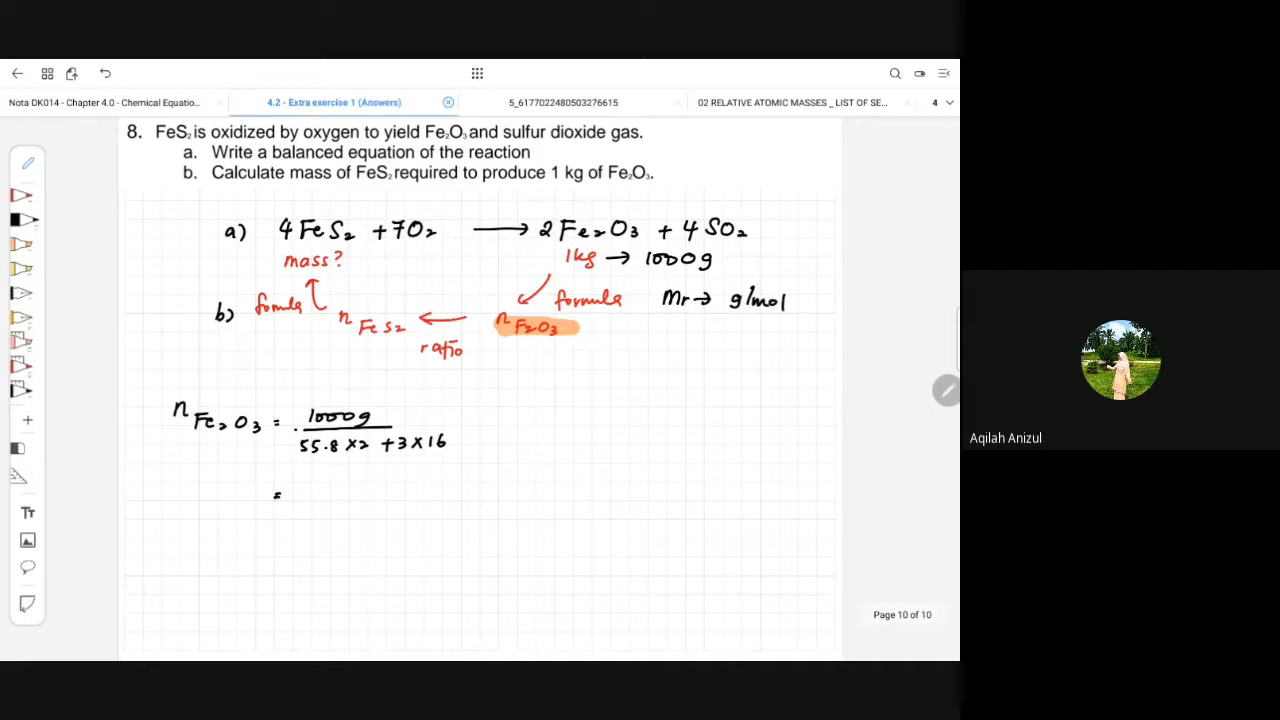 Nota DK014 - Chapter 4.0 - Chemical Equatio...
4.2 - Extra exercise 1 (Answers)
5_6177022480503276615
02 RELATIVE ATOMIC MASSES _ LIST OF SE...
4
8. FeS₂ is oxidized by oxygen to yield Fe₂O₃ and sulfur dioxide gas.
a. Write a balanced equation of the reaction
b. Calculate mass of FeS₂ required to produce 1 kg of Fe₂O₃.
a) 4FeS₂ + 7O₂ → 2Fe₂O₃ + 4SO₂
mass? 1kg → 1000g
b) fomula n FeS₂ ← n F₂O₃ formula Mr → g/mol
ratio
n Fe₂O₃ = 1000g
55.8 × 2 + 3 × 16
=
Tт
Page 10 of 10
Aqilah Anizul